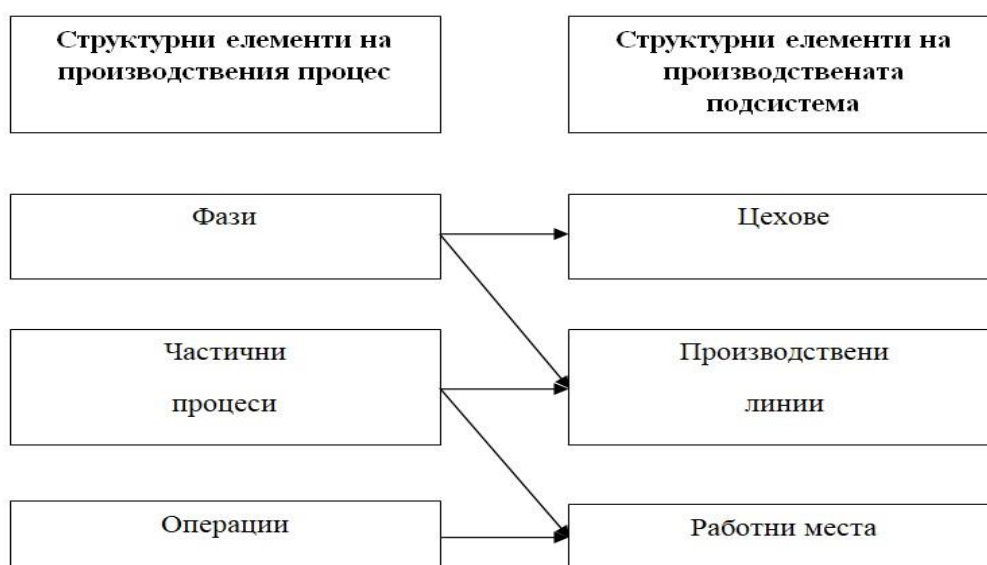 Структурни елементи на
производствения процес
Структурни елементи на
производствената
подсистема
Фази
Цехове
Частични
процеси
Производствени
линии
Операции
Работни места